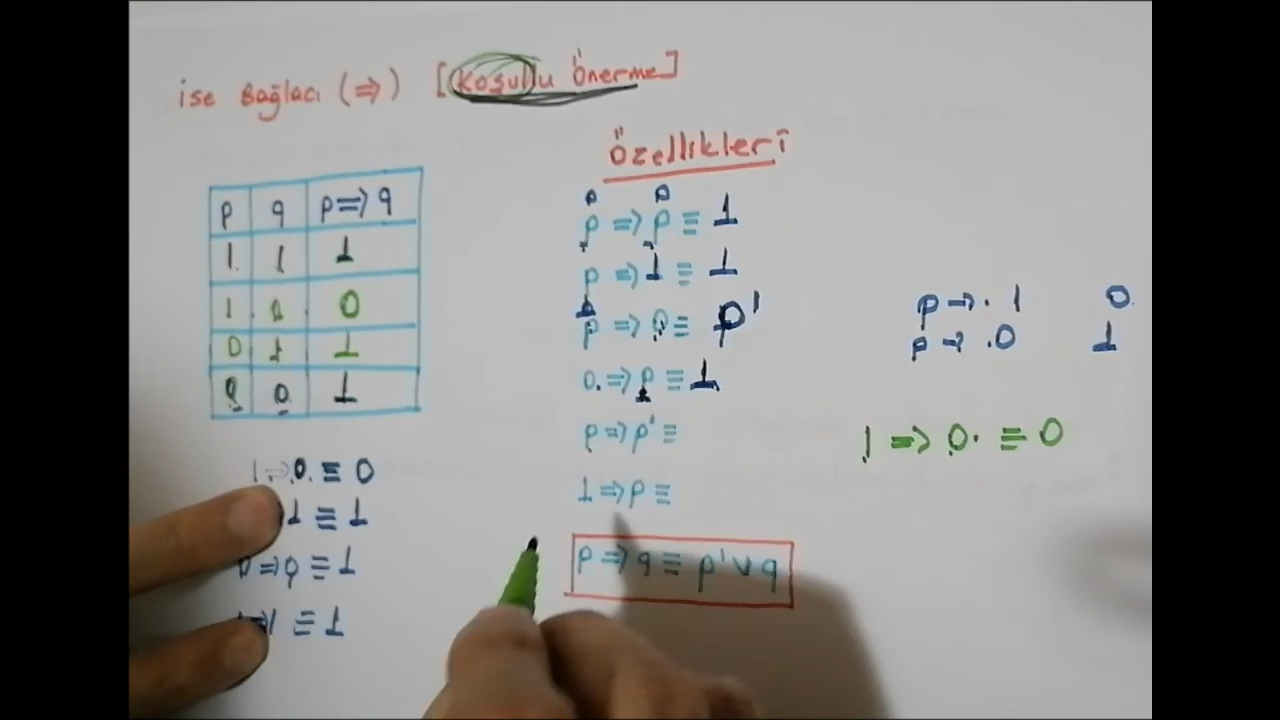 ise Bağlacı (⇒) [Koşullu önerme]
Özellikleri
p q p⇒q
1 1 1
1 0 0
0 1 1
0 0 1
1⇒0 ≡ 0
1 ≡ 1
0⇒0 ≡ 1
⇒1 ≡ 1
p⇒p ≡ 1
p⇒1 ≡ 1
p⇒0 ≡ p'
0⇒p ≡ 1
p⇒p' ≡
1⇒p ≡
p⇒q ≡ p'∨q
p→. 1 0
p→.0 1
1⇒0. ≡ 0